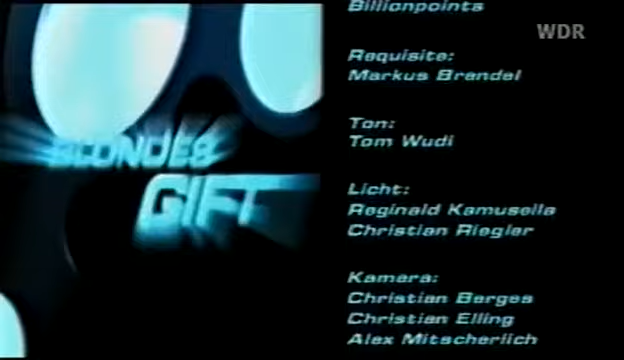 BLONDES
GIFT
Billionpoints
WDR
Requisite:
Markus Brendel
Ton:
Tom Wudi
Licht:
Reginald Kamusella
Christian Riegler
Kamera:
Christian Berges
Christian Elling
Alex Mitscherlich